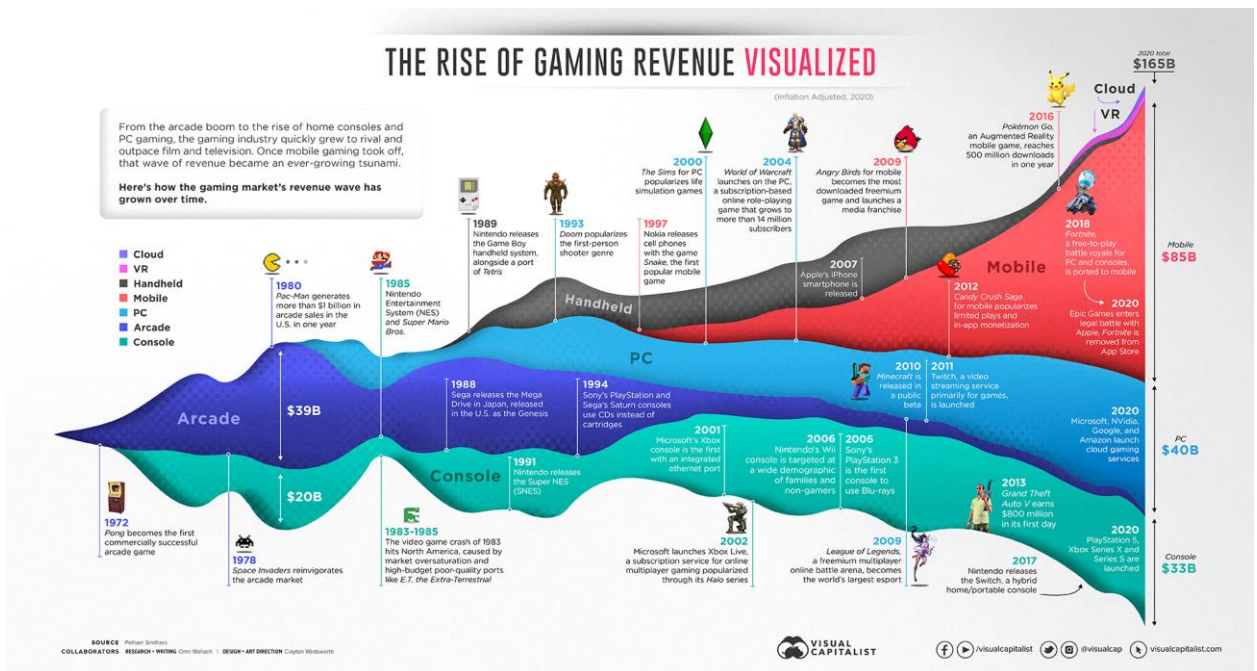 THE RISE OF GAMING REVENUE VISUALIZED
(Inflation Adjusted, 2020)
2020 total
$165B
From the arcade boom to the rise of home consoles and
PC gaming, the gaming industry quickly grew to rival and
outpace film and television. Once mobile gaming took off,
that wave of revenue became an ever-growing tsunami.
Here's how the gaming market's revenue wave has
grown over time.
Cloud
VR
Handheld
Mobile
PC
Arcade
Console
1980
Pac-Man generates
more than $1 billion in
arcade sales in the
U.S. in one year
1985
Nintendo
Entertainment
System (NES)
and Super Mario
Bros.
1989
Nintendo releases
the Game Boy
handheld system,
alongside a port
of Tetris
1993
Doom popularizes
the first-person
shooter genre
1997
Nokia releases
cell phones
with the game
Snake, the first
popular mobile
game
2000
The Sims for PC
popularizes life
simulation games
2004
World of Warcraft
launches on the PC,
a subscription-based
online role-playing
game that grows to
more than 14 million
subscribers
2009
Angry Birds for mobile
becomes the most
downloaded freemium
game and launches a
media franchise
2016
Pokémon Go,
an Augmented Reality
mobile game, reaches
500 million downloads
in one year
Cloud
VR
Handheld
2007
Apple's iPhone
smartphone is
released
Mobile
2012
Candy Crush Saga
for mobile popularizes
limited plays and
in-app monetization
2018
Fortnite,
a free-to-play
battle royale for
PC and consoles,
is ported to mobile
2020
Epic Games enters
legal battle with
Apple, Fortnite is
removed from
App Store
Mobile
$85B
PC
Arcade
$39B
1988
Sega releases the Mega
Drive in Japan, released
in the U.S. as the Genesis
1994
Sony's PlayStation and
Sega's Saturn consoles
use CDs instead of
cartridges
2010
Minecraft is
released in
a public
beta
2011
Twitch, a video
streaming service
primarily for games,
is launched
2020
Microsoft, NVidia,
Google, and
Amazon launch
cloud gaming
services
PC
$40B
$20B
Console
1991
Nintendo releases
the Super NES
(SNES)
2001
Microsoft's Xbox
console is the first
with an integrated
ethernet port
2006
Nintendo's Wii
console is targeted at
a wide demographic
of families and
non-gamers
2006
Sony's
PlayStation 3
is the first
console to
use Blu-rays
2013
Grand Theft
Auto V earns
$800 million
in its first day
2020
PlayStation 5,
Xbox Series X and
Series S are
launched
Console
$33B
1972
Pong becomes the first
commercially successful
arcade game
1978
Space Invaders reinvigorates
the arcade market
1983-1985
The video game crash of 1983
hits North America, caused by
market oversaturation and
high-budget poor-quality ports
like E.T. the Extra-Terrestrial
2002
Microsoft launches Xbox Live,
a subscription service for online
multiplayer gaming popularized
through its Halo series
2009
League of Legends,
a freemium multiplayer
online battle arena, becomes
the world's largest esport
2017
Nintendo releases
the Switch, a hybrid
home/portable console
SOURCE Pelham Smithers
COLLABORATORS RESEARCH + WRITING Omri Wallach | DESIGN + ART DIRECTION Clayton Wadsworth
VISUAL
CAPITALIST
/visualcapitalist @visualcap visualcapitalist.com